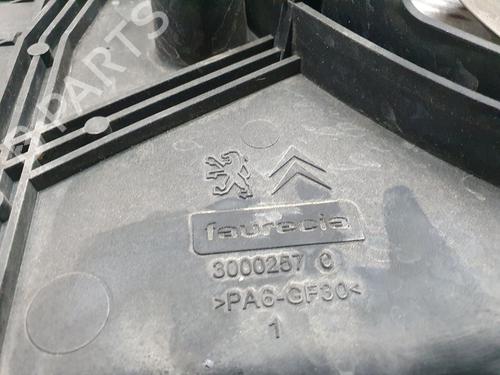 PARTS
faurecia
3000257 C
>PA6-GF30<
1